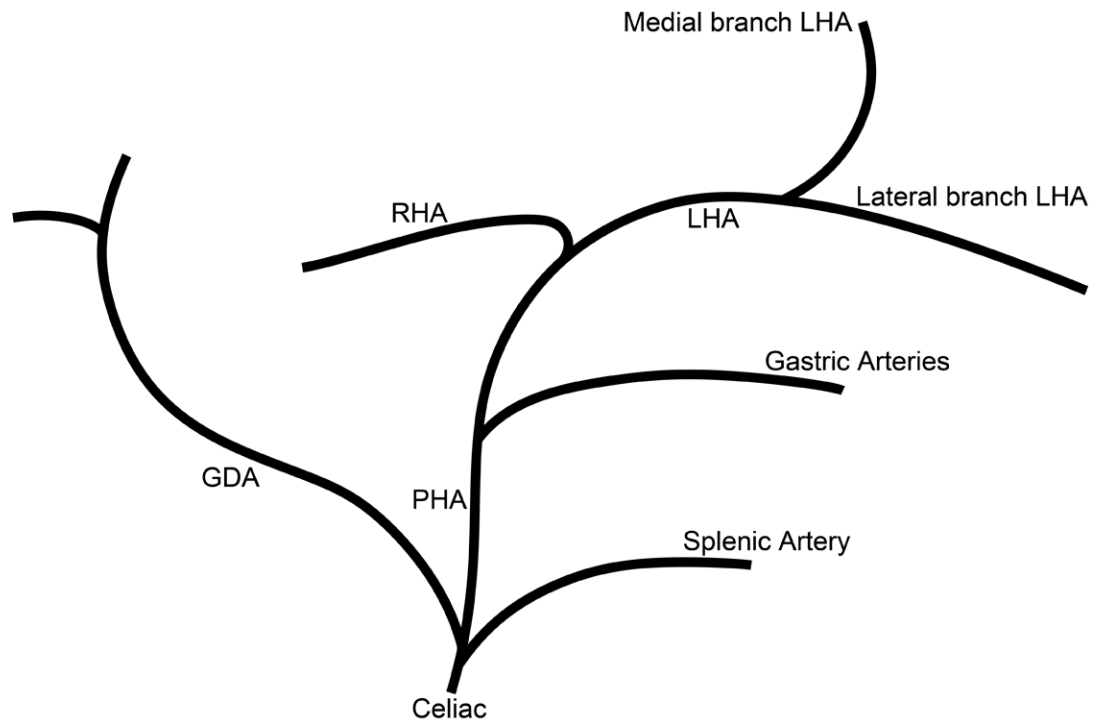 Medial branch LHA
RHA
LHA
Lateral branch LHA
Gastric Arteries
GDA
PHA
Splenic Artery
Celiac